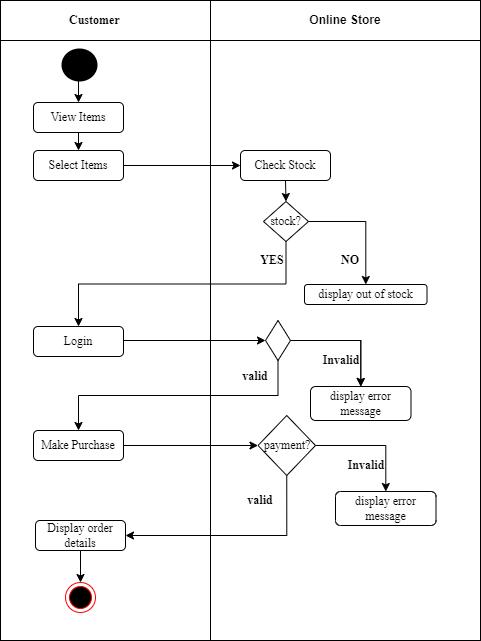 Customer
Online Store
View Items
Select Items
Check Stock
stock?
YES
NO
display out of stock
Login
Invalid
valid
display error
message
Make Purchase
payment?
Invalid
valid
display error
message
Display order
details